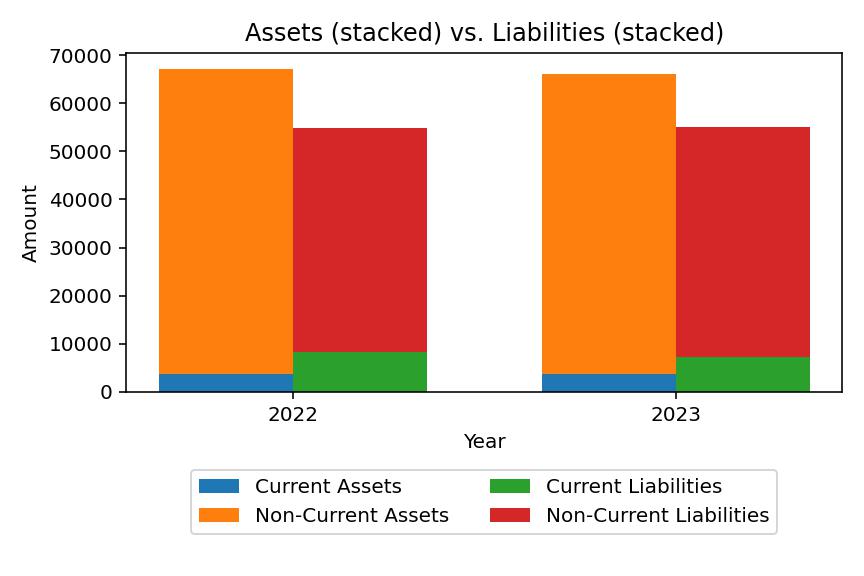 Assets (stacked) vs. Liabilities (stacked)
70000
60000
50000
40000
30000
20000
10000
0
Amount
2022
2023
Year
Current Assets
Non-Current Assets
Current Liabilities
Non-Current Liabilities